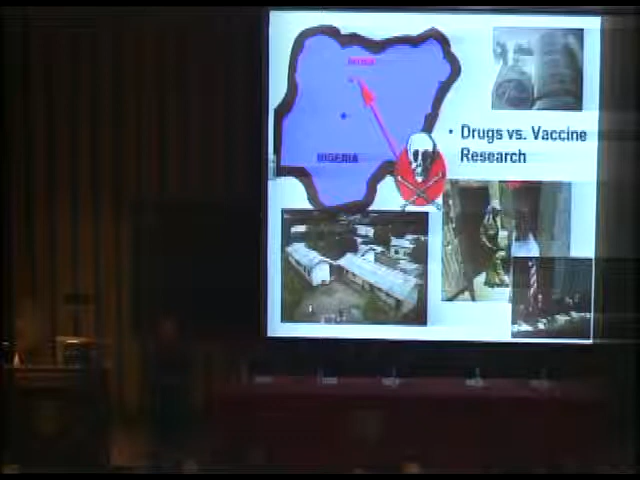 NIGERIA
• Drugs vs. Vaccine
Research